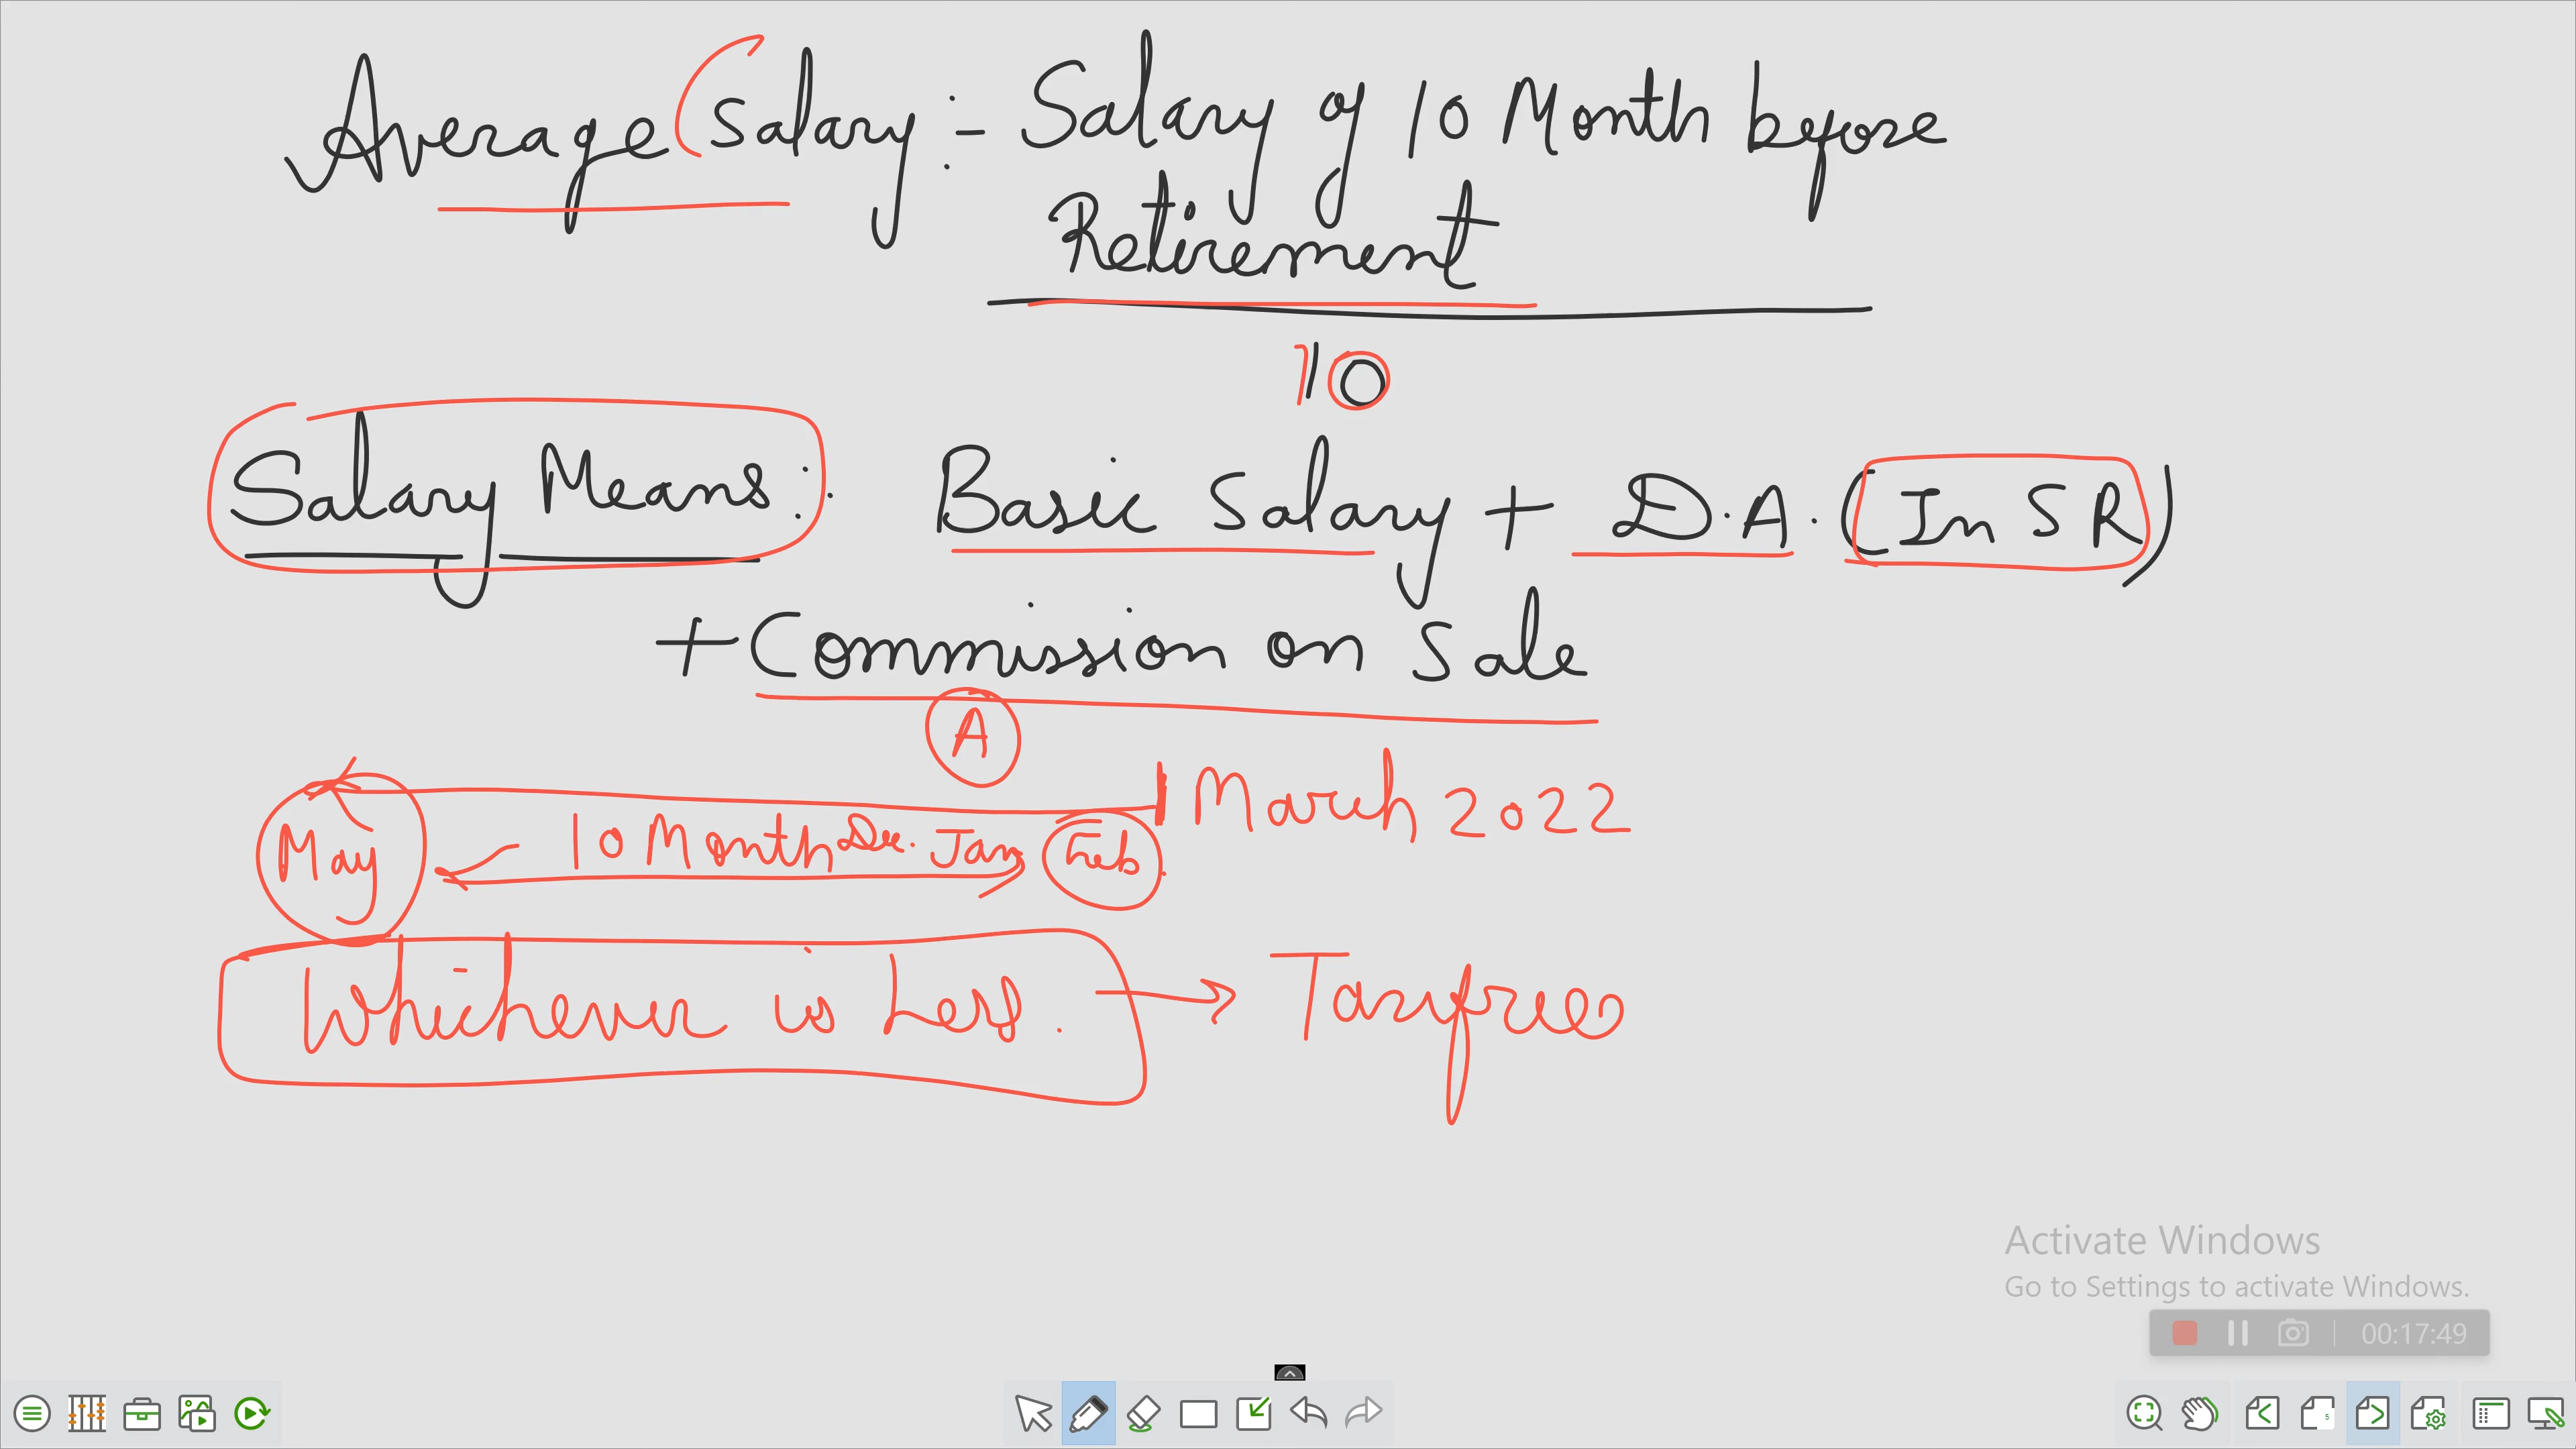 Average Salary :- Salary of 10 Month before
Retirement
10
Salary Means : Basic Salary + D.A. (In SR)
+ Commission on Sale
A
1 March 2022
May 10 Month Dec. Jan Feb.
Whichever is Less. → Taxfree
Activate Windows
Go to Settings to activate Windows.
00:17:49
5